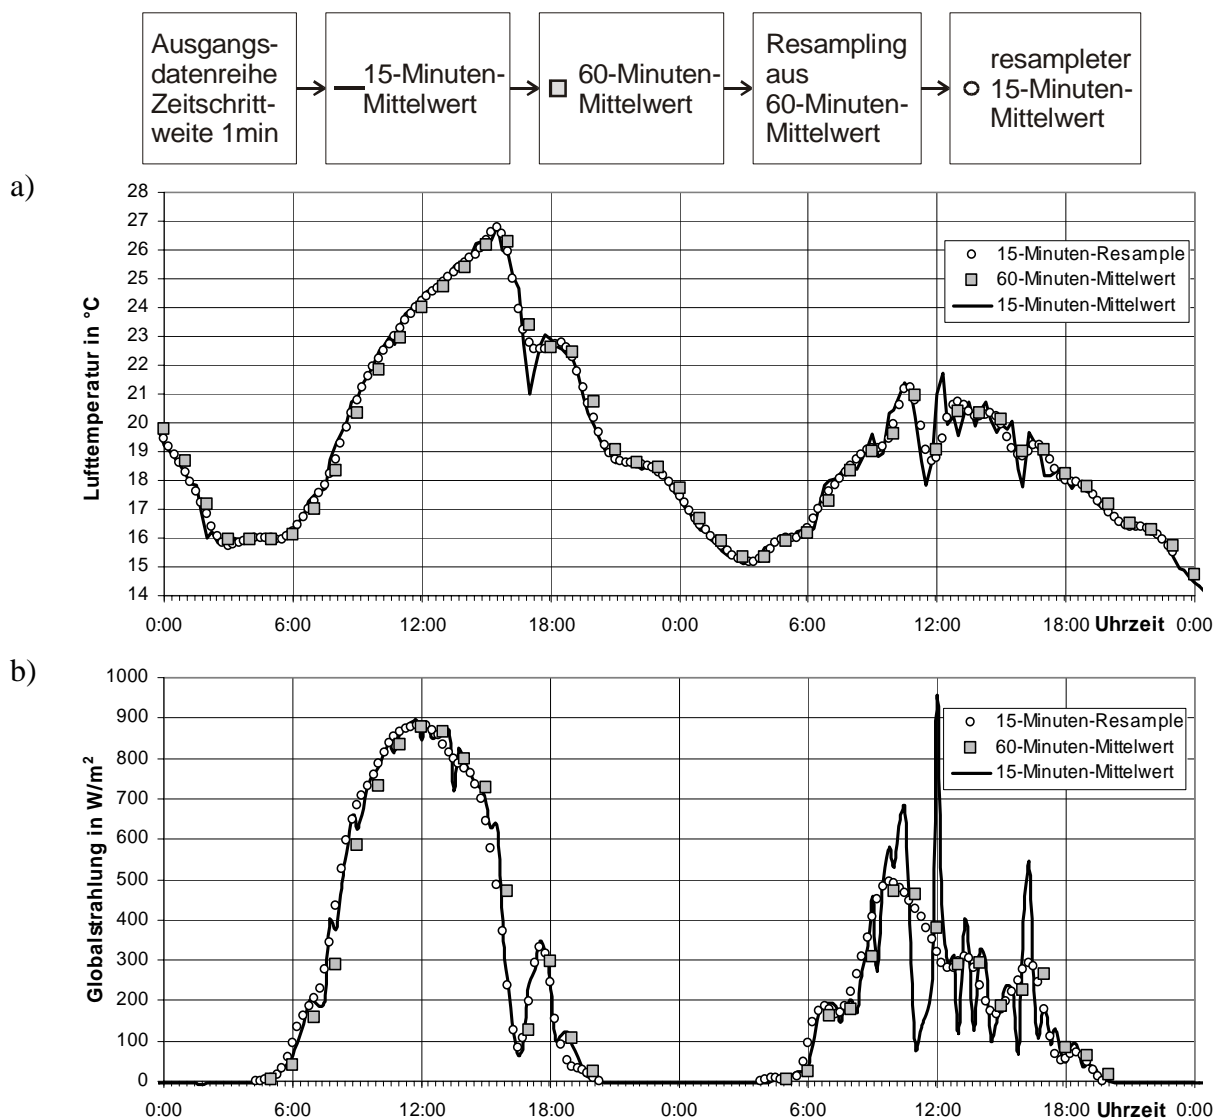 Ausgangs-
datenreihe
Zeitschritt-
weite 1min
15-Minuten-
Mittelwert
60-Minuten-
Mittelwert
Resampling
aus
60-Minuten-
Mittelwert
resampleter
15-Minuten-
Mittelwert
a)
Lufttemperatur in °C
28
27
26
25
24
23
22
21
20
19
18
17
16
15
14
15-Minuten-Resample
60-Minuten-Mittelwert
15-Minuten-Mittelwert
0:00 6:00 12:00 18:00 0:00 6:00 12:00 18:00 Uhrzeit 0:00
b)
Globalstrahlung in W/m²
1000
900
800
700
600
500
400
300
200
100
0
15-Minuten-Resample
60-Minuten-Mittelwert
15-Minuten-Mittelwert
0:00 6:00 12:00 18:00 0:00 6:00 12:00 18:00 Uhrzeit 0:00